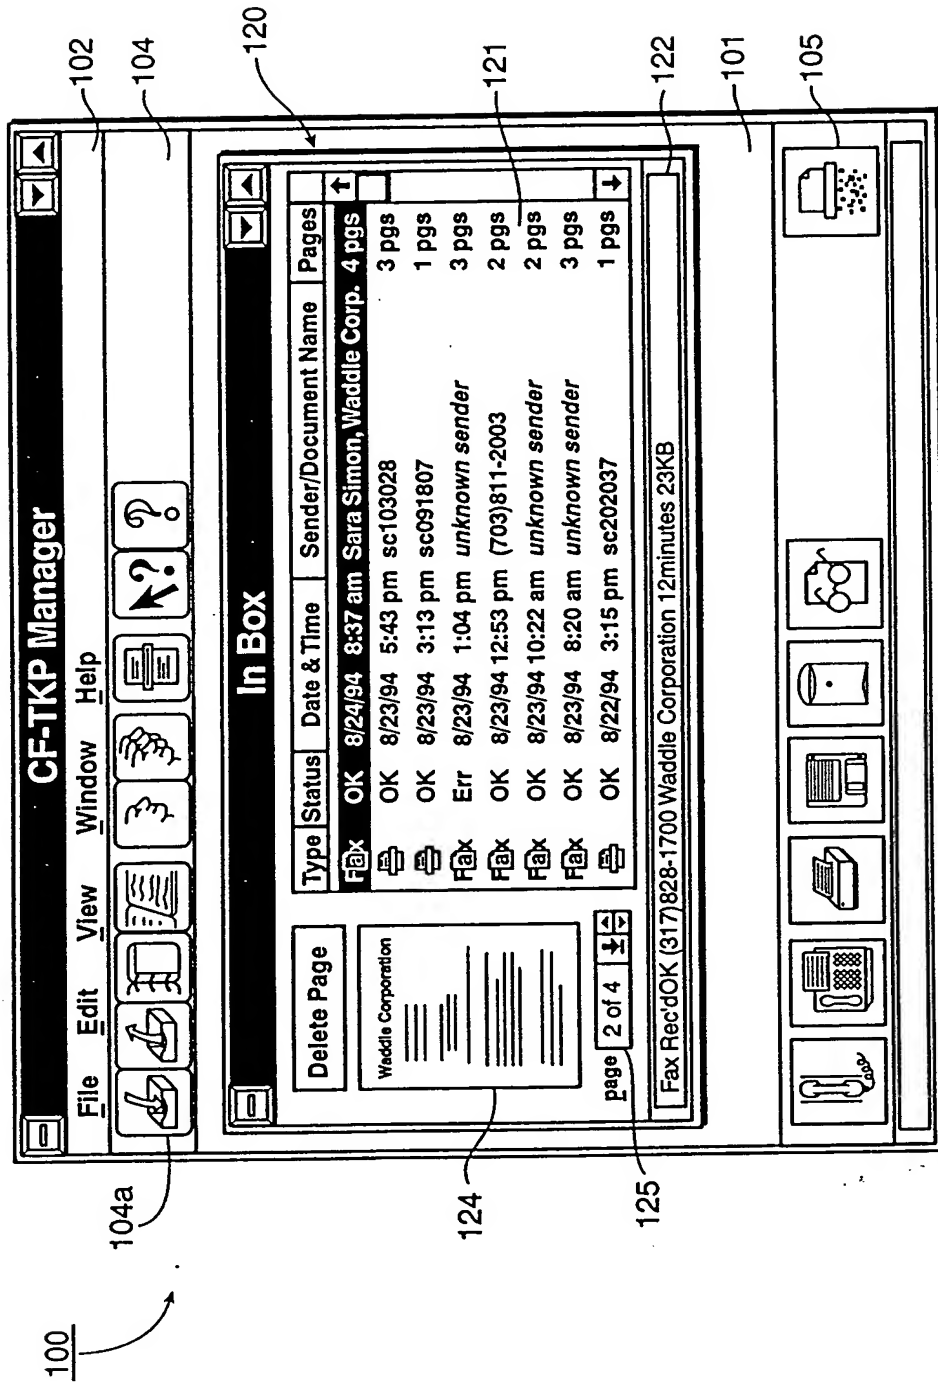 100
CF-TKP Manager
102
File Edit View Window Help
104a
104
120
In Box
Delete Page
Type Status Date & Time Sender/Document Name Pages
Fax OK 8/24/94 8:37 am Sara Simon, Waddle Corp. 4 pgs
OK 8/23/94 5:43 pm sc103028 3 pgs
OK 8/23/94 3:13 pm sc091807 1 pgs
Fax Err 8/23/94 1:04 pm unknown sender 3 pgs
Fax OK 8/23/94 12:53 pm (703)811-2003 2 pgs
Fax OK 8/23/94 10:22 am unknown sender 2 pgs
Fax OK 8/23/94 8:20 am unknown sender 3 pgs
OK 8/22/94 3:15 pm sc202037 1 pgs
121
Waddle Corporation
124
page 2 of 4
125
Fax Rec'dOK (317)828-1700 Waddle Corporation 12minutes 23KB
122
101
105